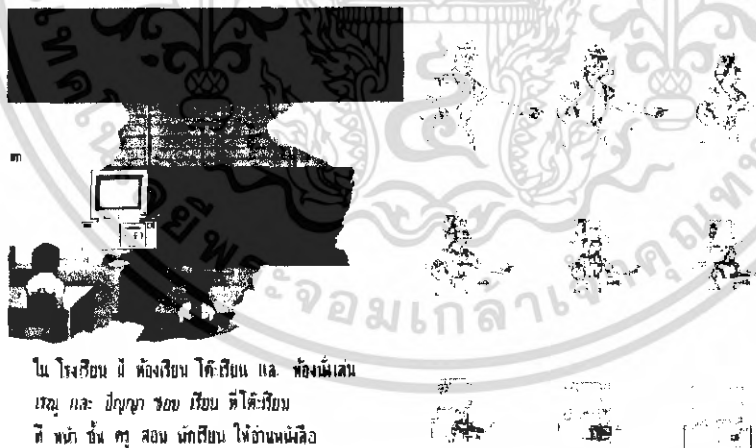 ใน โรงเรียน มี ห้องเรียน โต๊ะเรียน และ ห้องนั่งเล่น
เรณู และ ปัญญา ชอบ เรียน ที่โต๊ะเรียน
ที่ หน้า ชั้น ครู สอน นักเรียน ให้อ่านหนังสือ